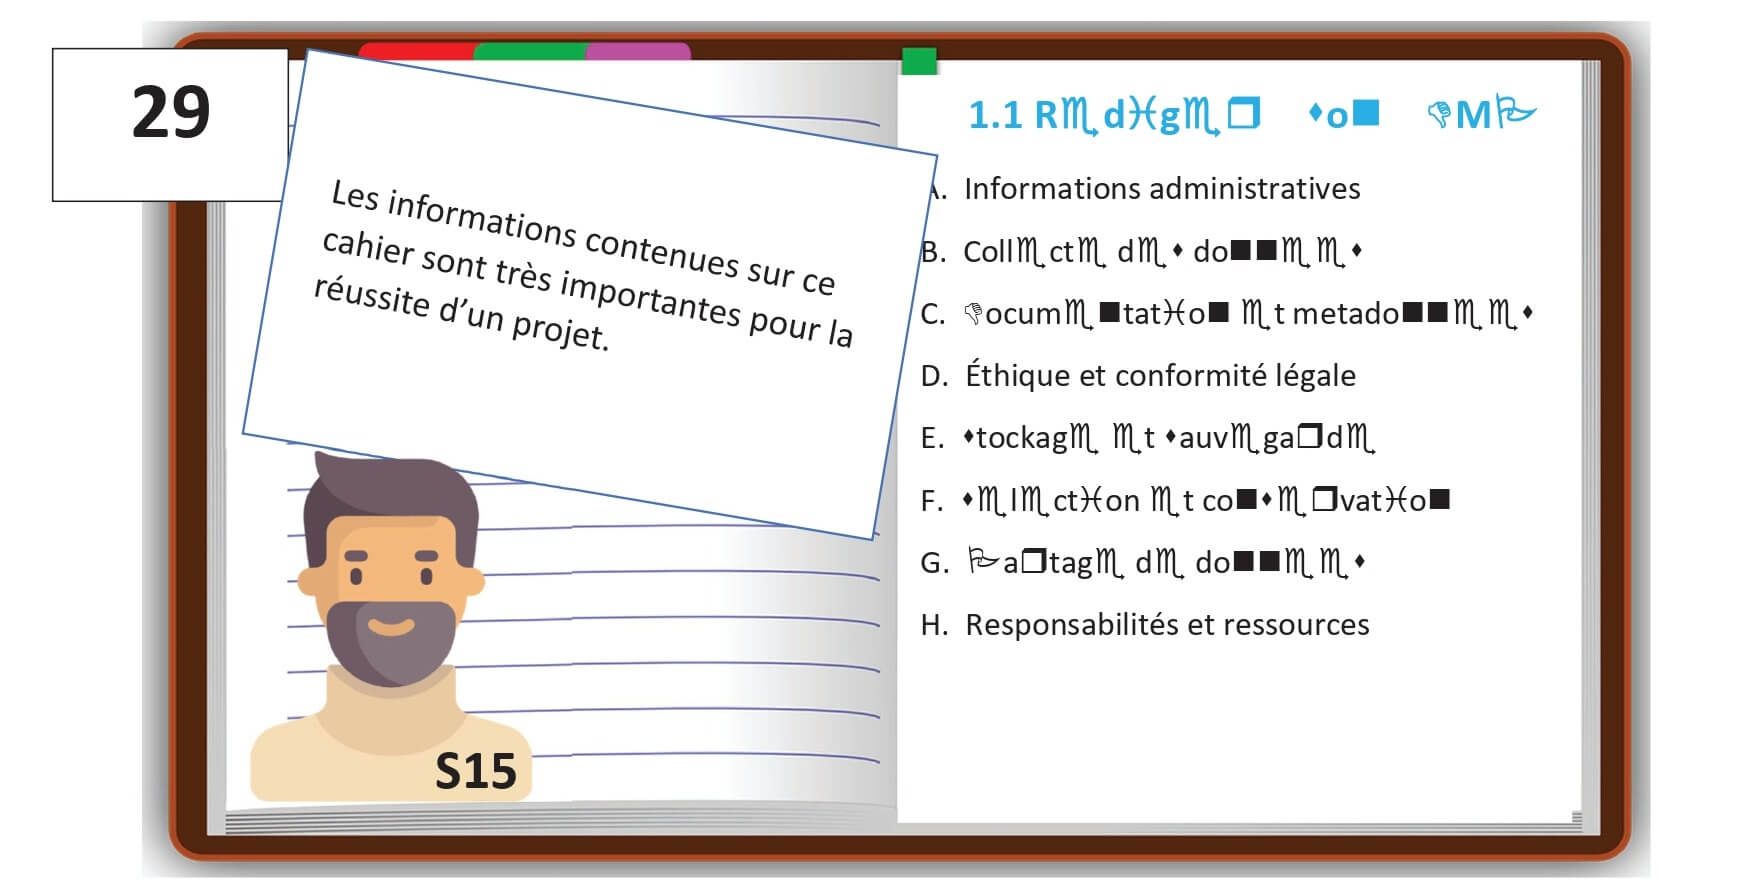 29
Les informations contenues sur ce
cahier sont très importantes pour la
réussite d’un projet.
S15
1.1 R♏d♓g♏❒ ⬧o■ 👎M🏱
A. Informations administratives
B. Coll♏ct♏ d♏⬧ do■■♏♏⬧
C. 👎ocum♏■tat♓o■ ♏t metado■■♏♏⬧
D. Éthique et conformité légale
E. ⬧tockag♏ ♏t ⬧auv♏ga❒d♏
F. ⬧♏l♏ct♓on ♏t co■⬧♏❒vat♓o■
G. 🏱a❒tag♏ d♏ do■■♏♏⬧
H. Responsabilités et ressources